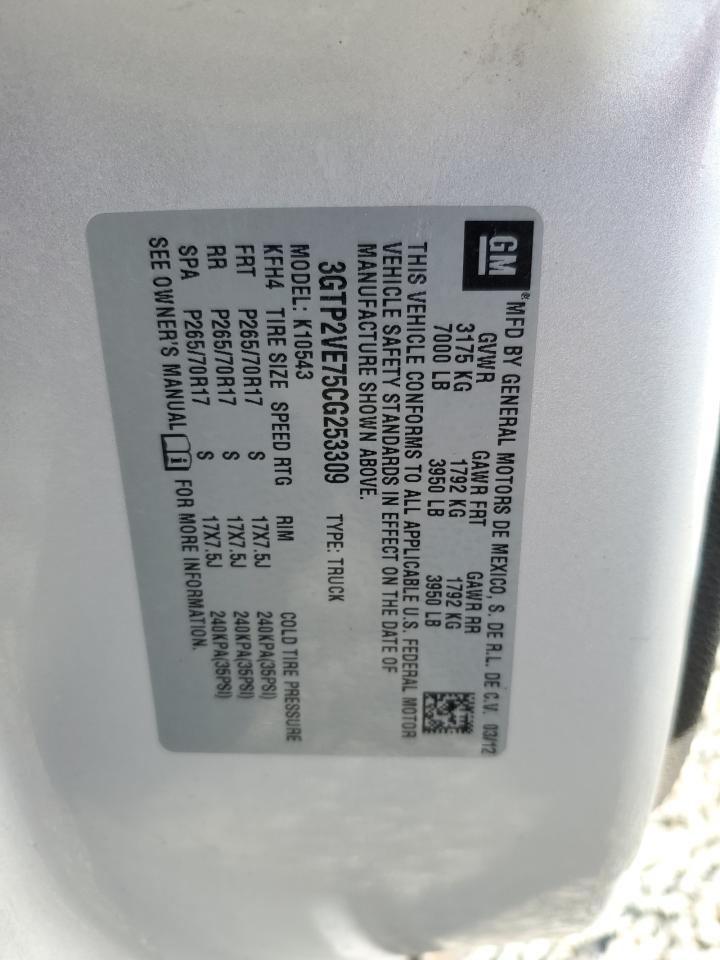 GM
® MFD BY GENERAL MOTORS DE MEXICO, S. DE R.L. DE C.V. 03/12
GVWR GAWR FRT GAWR RR
3175 KG 1792 KG 1792 KG
7000 LB 3950 LB 3950 LB
THIS VEHICLE CONFORMS TO ALL APPLICABLE U.S. FEDERAL MOTOR
VEHICLE SAFETY STANDARDS IN EFFECT ON THE DATE OF
MANUFACTURE SHOWN ABOVE.
3GTP2VE75CG253309 TYPE: TRUCK
MODEL: K10543
KFH4 TIRE SIZE SPEED RTG RIM COLD TIRE PRESSURE
FRT P265/70R17 S 17X7.5J 240KPA(35PSI)
RR P265/70R17 S 17X7.5J 240KPA(35PSI)
SPA P265/70R17 S 17X7.5J 240KPA(35PSI)
SEE OWNER'S MANUAL i FOR MORE INFORMATION.